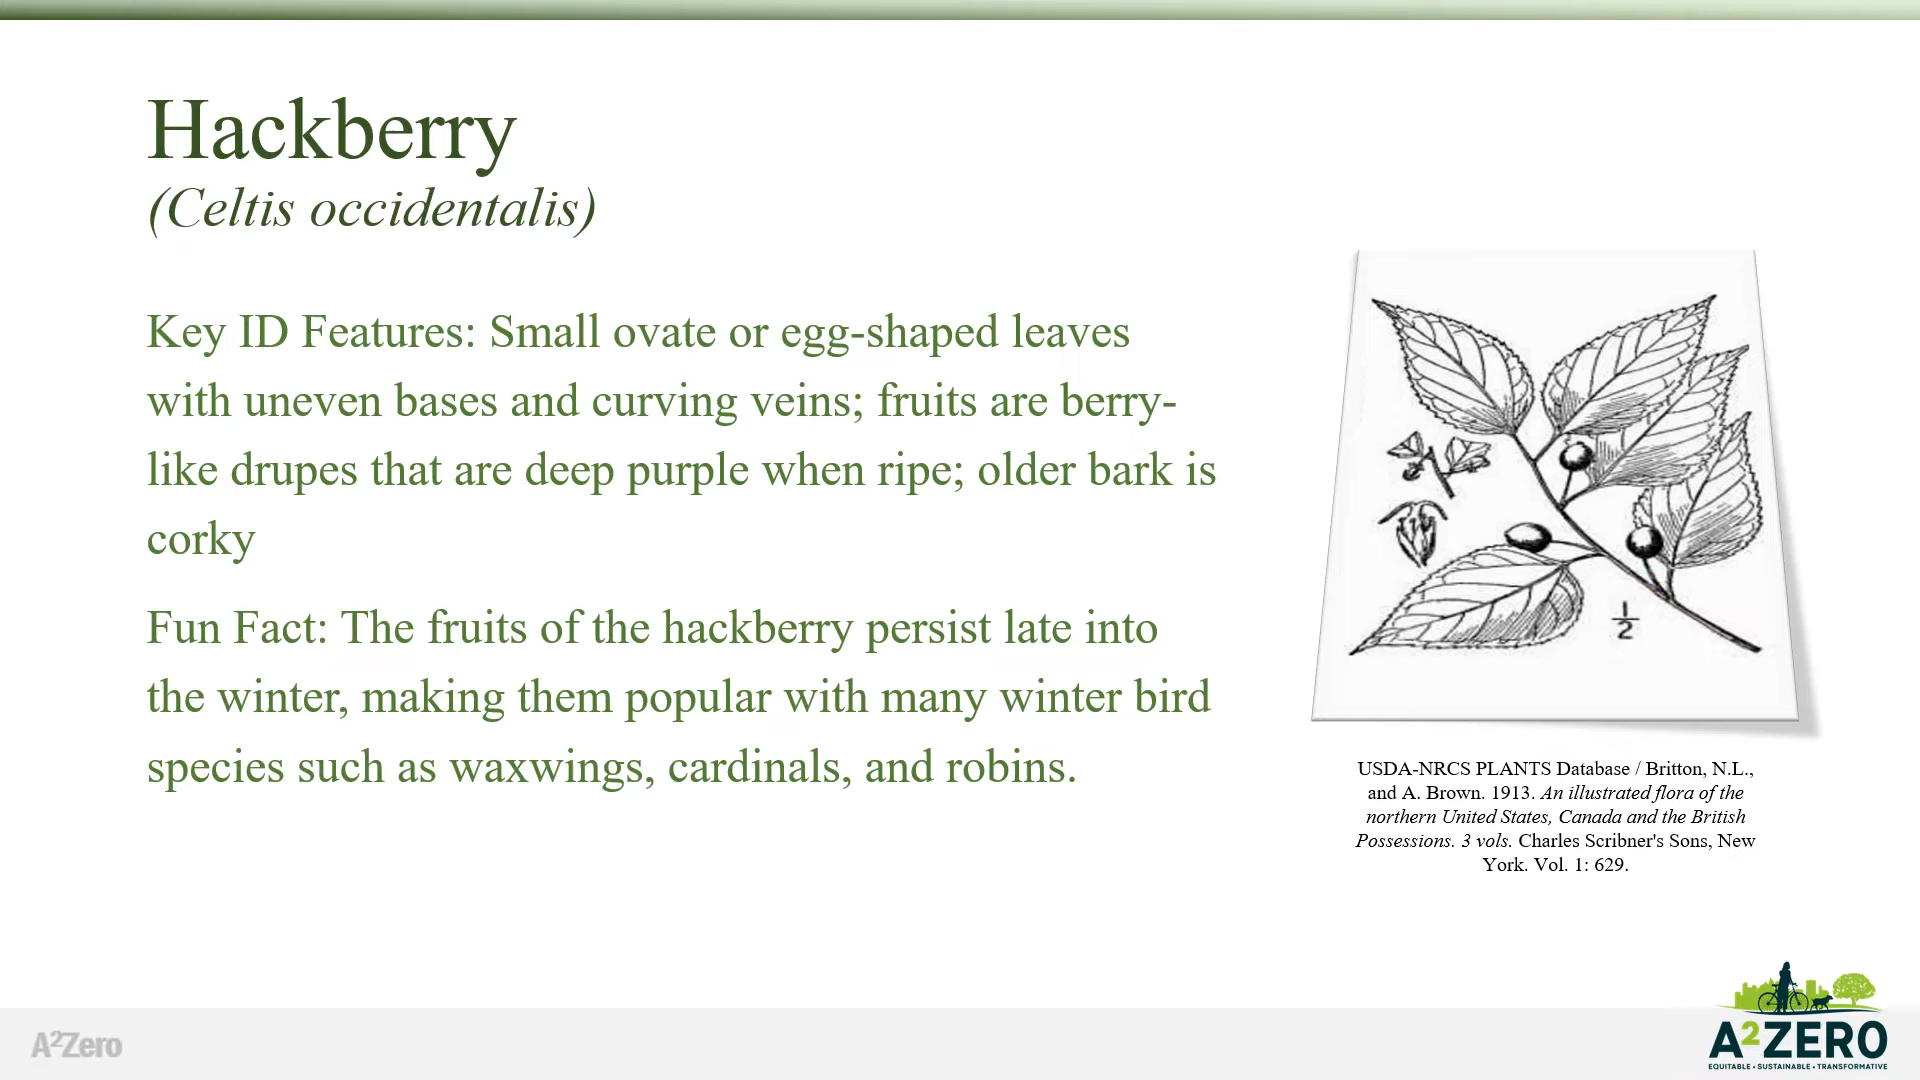 Hackberry
(Celtis occidentalis)
Key ID Features: Small ovate or egg-shaped leaves
with uneven bases and curving veins; fruits are berry-
like drupes that are deep purple when ripe; older bark is
corky
Fun Fact: The fruits of the hackberry persist late into
the winter, making them popular with many winter bird
species such as waxwings, cardinals, and robins.
1
2
USDA-NRCS PLANTS Database / Britton, N.L.,
and A. Brown. 1913. An illustrated flora of the
northern United States, Canada and the British
Possessions. 3 vols. Charles Scribner's Sons, New
York. Vol. 1: 629.
A²Zero
A²ZERO
EQUITABLE • SUSTAINABLE • TRANSFORMATIVE